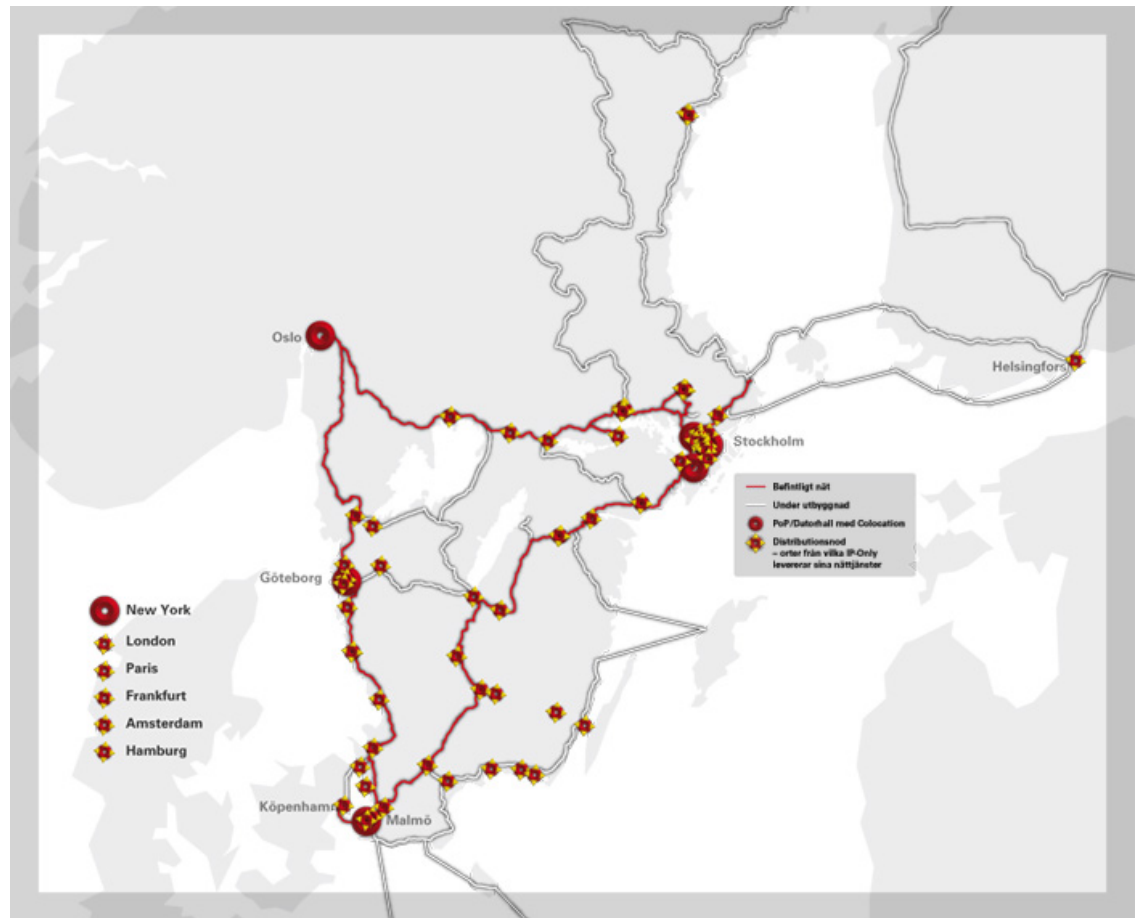 Oslo
Helsingfors
Stockholm
Befintligt nät
Under utbyggnad
PoP/Datorhall med Colocation
Distributionsnod
– orter från vilka IP-Only
levererar sina nättjänster
Göteborg
New York
London
Paris
Frankfurt
Amsterdam
Hamburg
Köpenhamn
Malmö